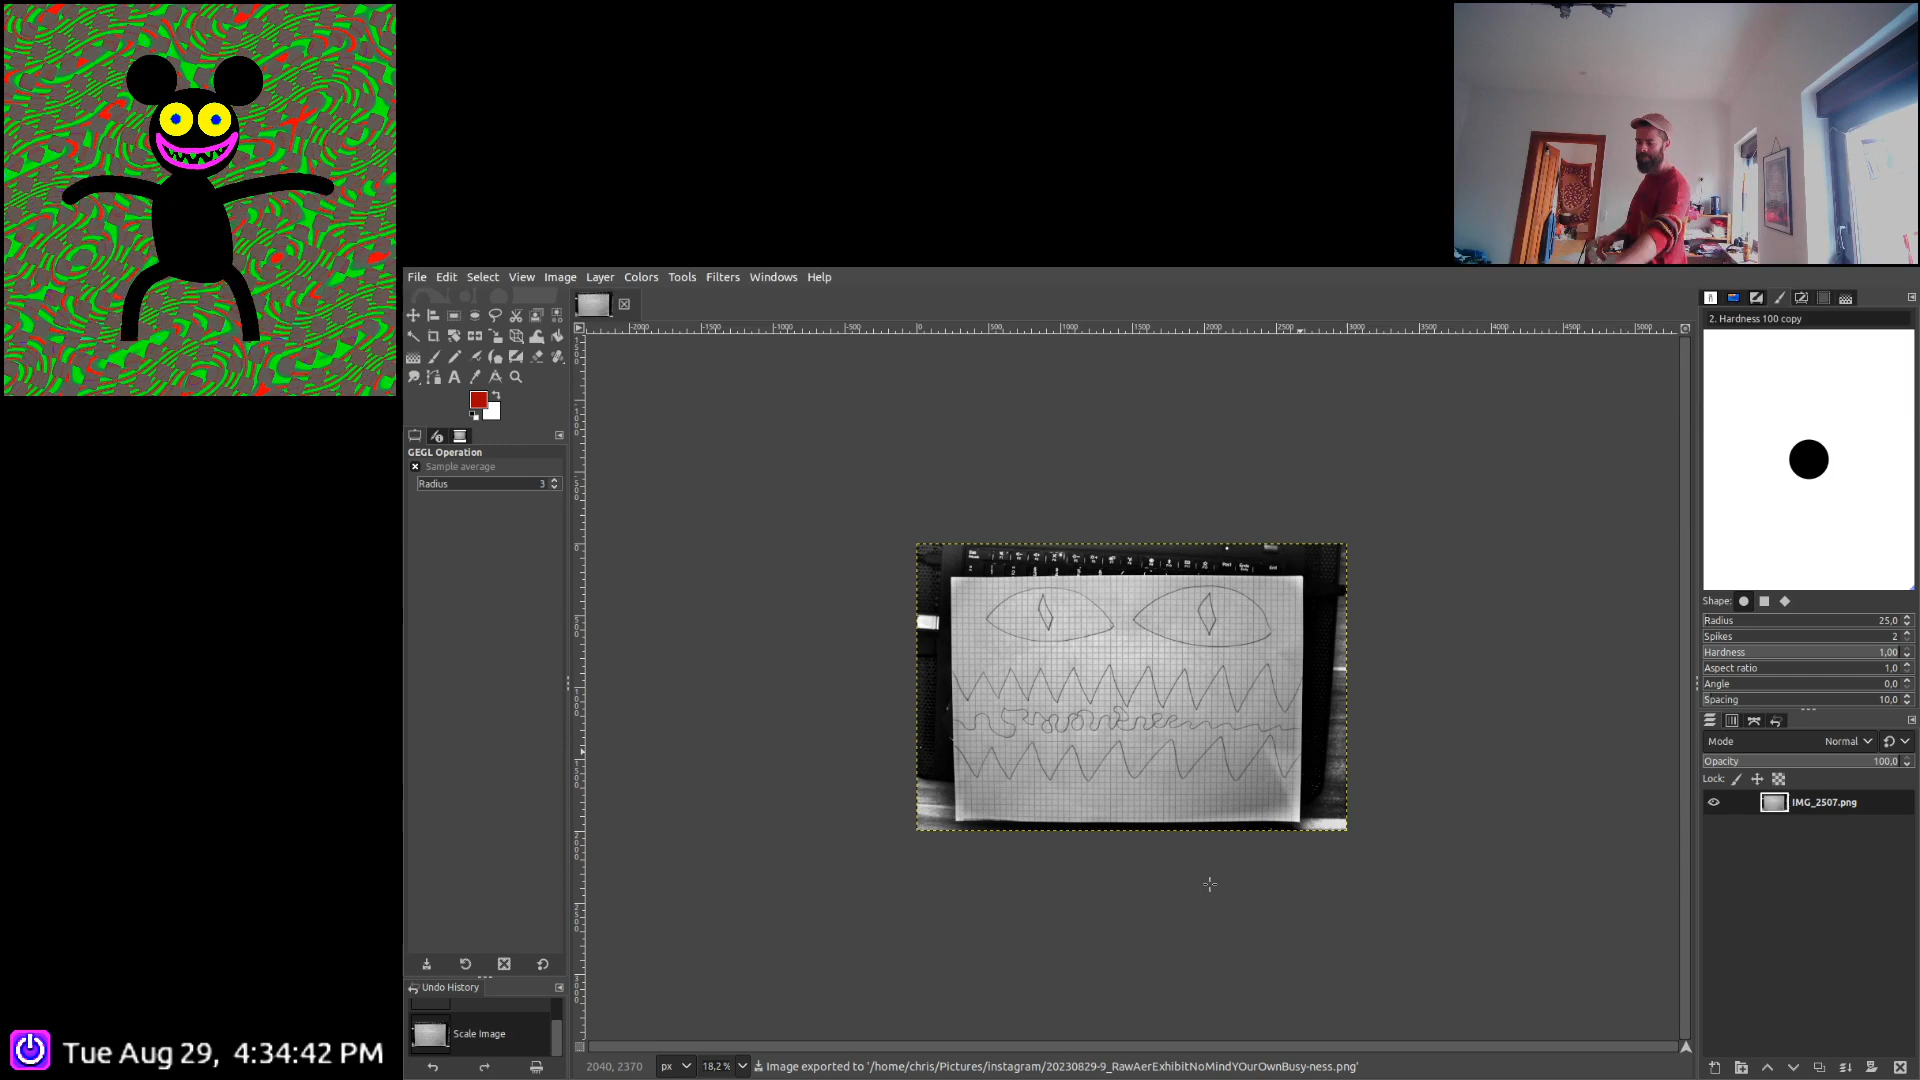 File Edit Select View Image Layer Colors Tools Filters Windows Help
2. Hardness 100 copy
GEGL Operation
Sample average
Radius 3
Shape:
Radius 25,0
Spikes 2
Hardness 1,00
Aspect ratio 1,0
Angle 0,0
Spacing 10,0
Mode Normal
Opacity 100,0
Lock:
IMG_2507.png
Undo History
Scale Image
Tue Aug 29, 4:34:42 PM
2040, 2370 px 18,2 % Image exported to '/home/chris/Pictures/instagram/20230829-9_RawAerExhibitNoMindYOurOwnBusy-ness.png'